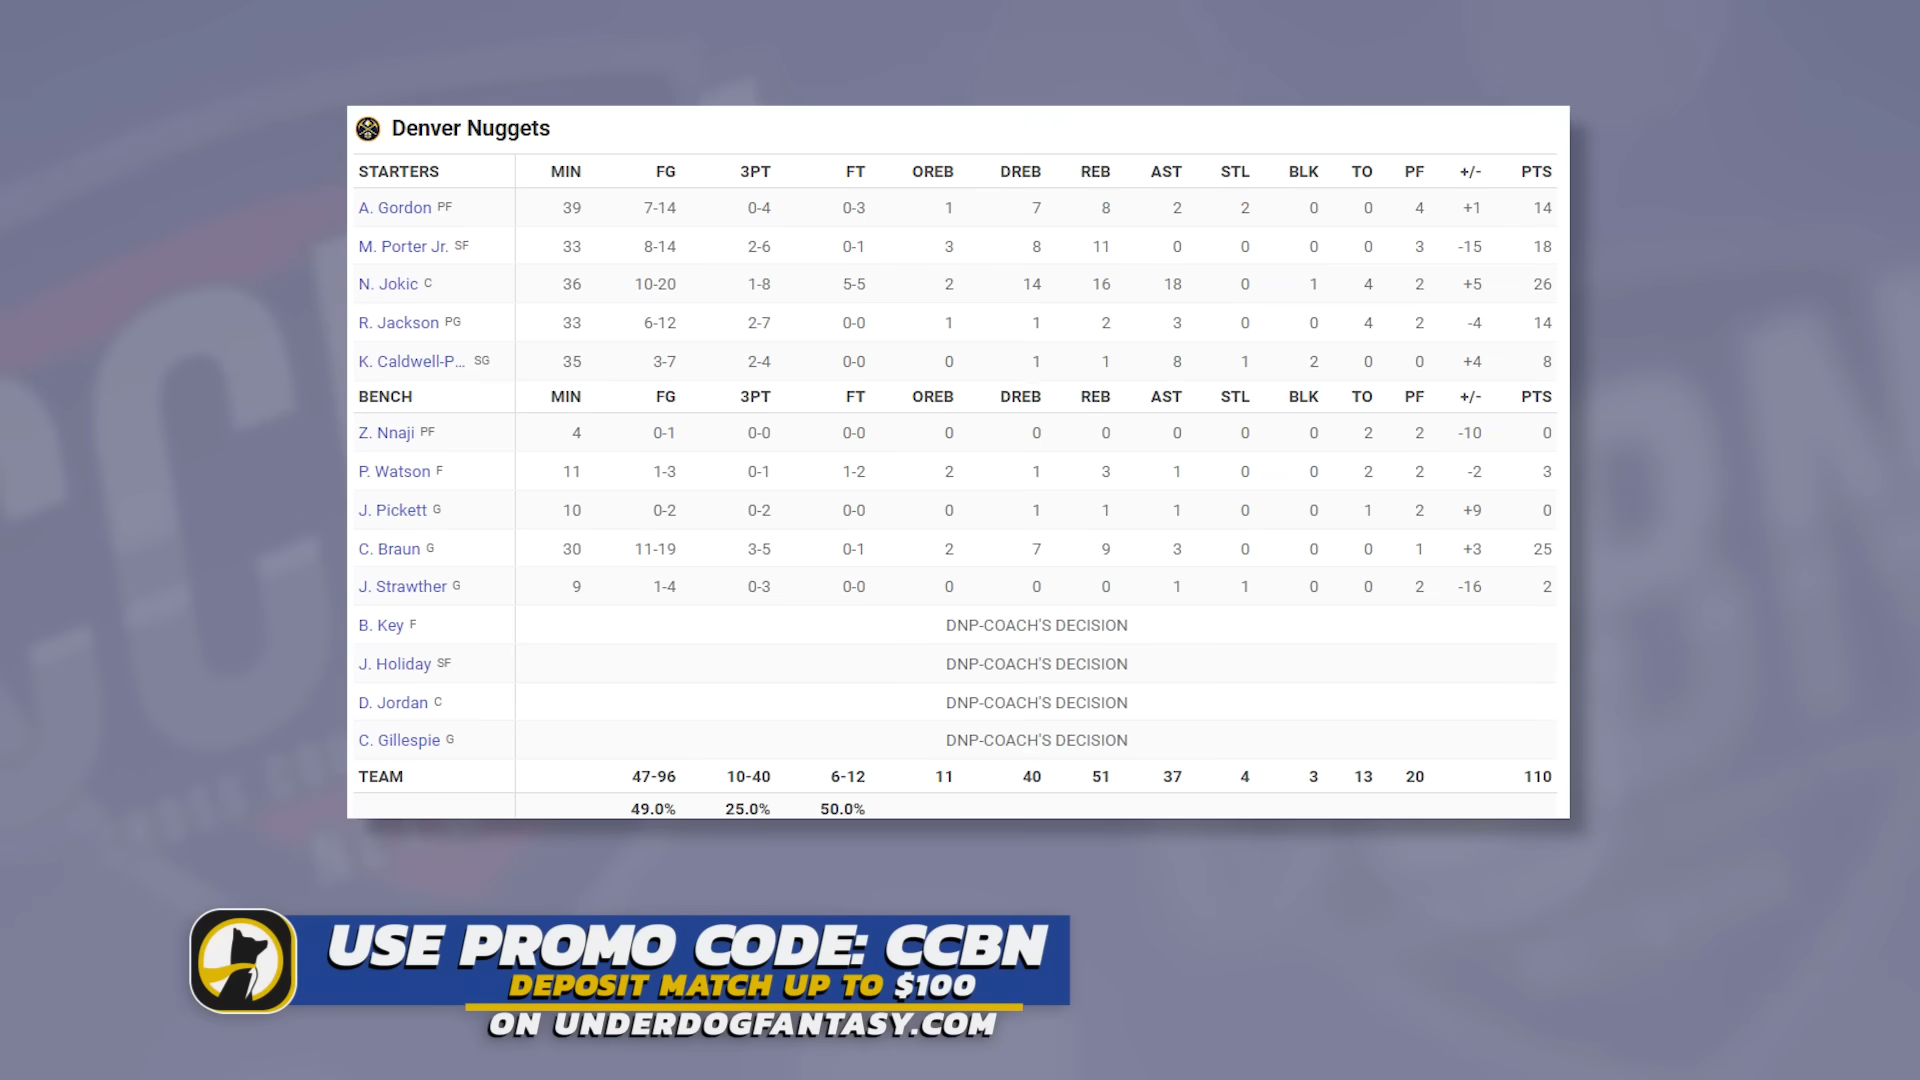 Denver Nuggets
STARTERS MIN FG 3PT FT OREB DREB REB AST STL BLK TO PF +/- PTS
A. Gordon PF 39 7-14 0-4 0-3 1 7 8 2 2 0 0 4 +1 14
M. Porter Jr. SF 33 8-14 2-6 0-1 3 8 11 0 0 0 0 3 -15 18
N. Jokic C 36 10-20 1-8 5-5 2 14 16 18 0 1 4 2 +5 26
R. Jackson PG 33 6-12 2-7 0-0 1 1 2 3 0 0 4 2 -4 14
K. Caldwell-P... SG 35 3-7 2-4 0-0 0 1 1 8 1 2 0 0 +4 8
BENCH MIN FG 3PT FT OREB DREB REB AST STL BLK TO PF +/- PTS
Z. Nnaji PF 4 0-1 0-0 0-0 0 0 0 0 0 0 2 2 -10 0
P. Watson F 11 1-3 0-1 1-2 2 1 3 1 0 0 2 2 -2 3
J. Pickett G 10 0-2 0-2 0-0 0 1 1 1 0 0 1 2 +9 0
C. Braun G 30 11-19 3-5 0-1 2 7 9 3 0 0 0 1 +3 25
J. Strawther G 9 1-4 0-3 0-0 0 0 0 1 1 0 0 2 -16 2
B. Key F DNP-COACH'S DECISION
J. Holiday SF DNP-COACH'S DECISION
D. Jordan C DNP-COACH'S DECISION
C. Gillespie G DNP-COACH'S DECISION
TEAM 47-96 10-40 6-12 11 40 51 37 4 3 13 20 110
49.0% 25.0% 50.0%
USE PROMO CODE: CCBN
DEPOSIT MATCH UP TO $100
ON UNDERDOGFANTASY.COM